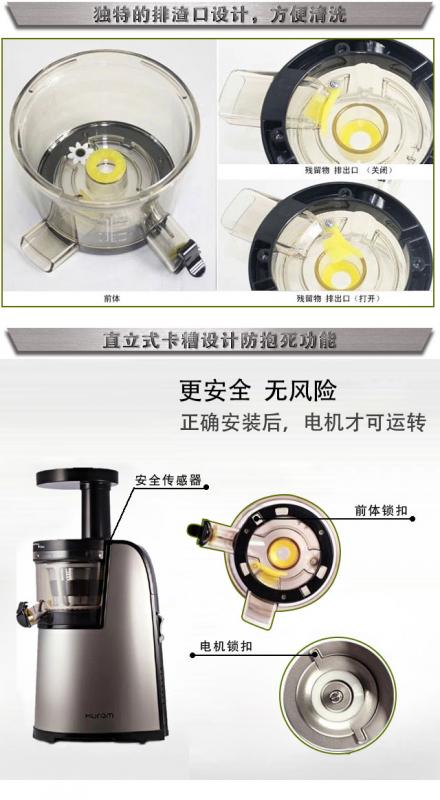 独特的排渣口设计，方便清洗
残留物 排出口 （关闭）
前体
残留物 排出口（打开）
直立式卡槽设计防抱死功能
更安全 无风险
正确安装后，电机才可运转
安全传感器
前体锁扣
电机锁扣
Hurom